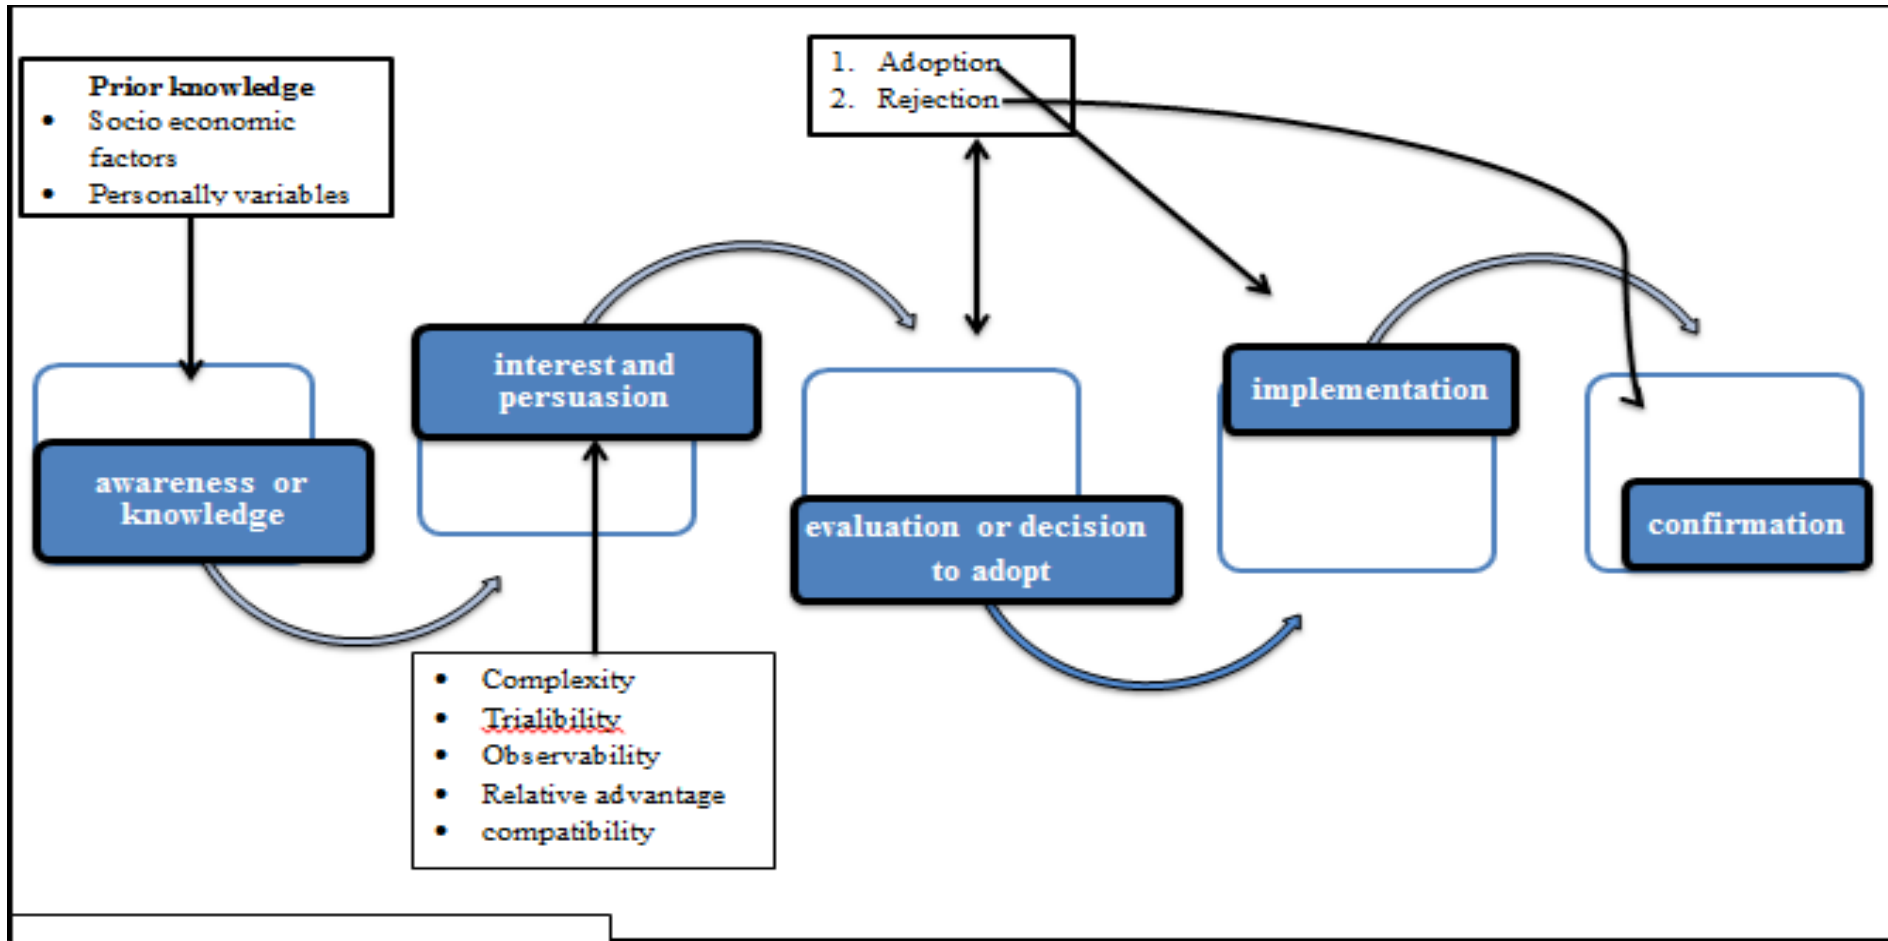 Prior knowledge
• Socio economic
factors
• Personally variables
1. Adoption
2. Rejection
interest and
persuasion
implementation
awareness or
knowledge
evaluation or decision
to adopt
confirmation
• Complexity
• Trialibility
• Observability
• Relative advantage
• compatibility